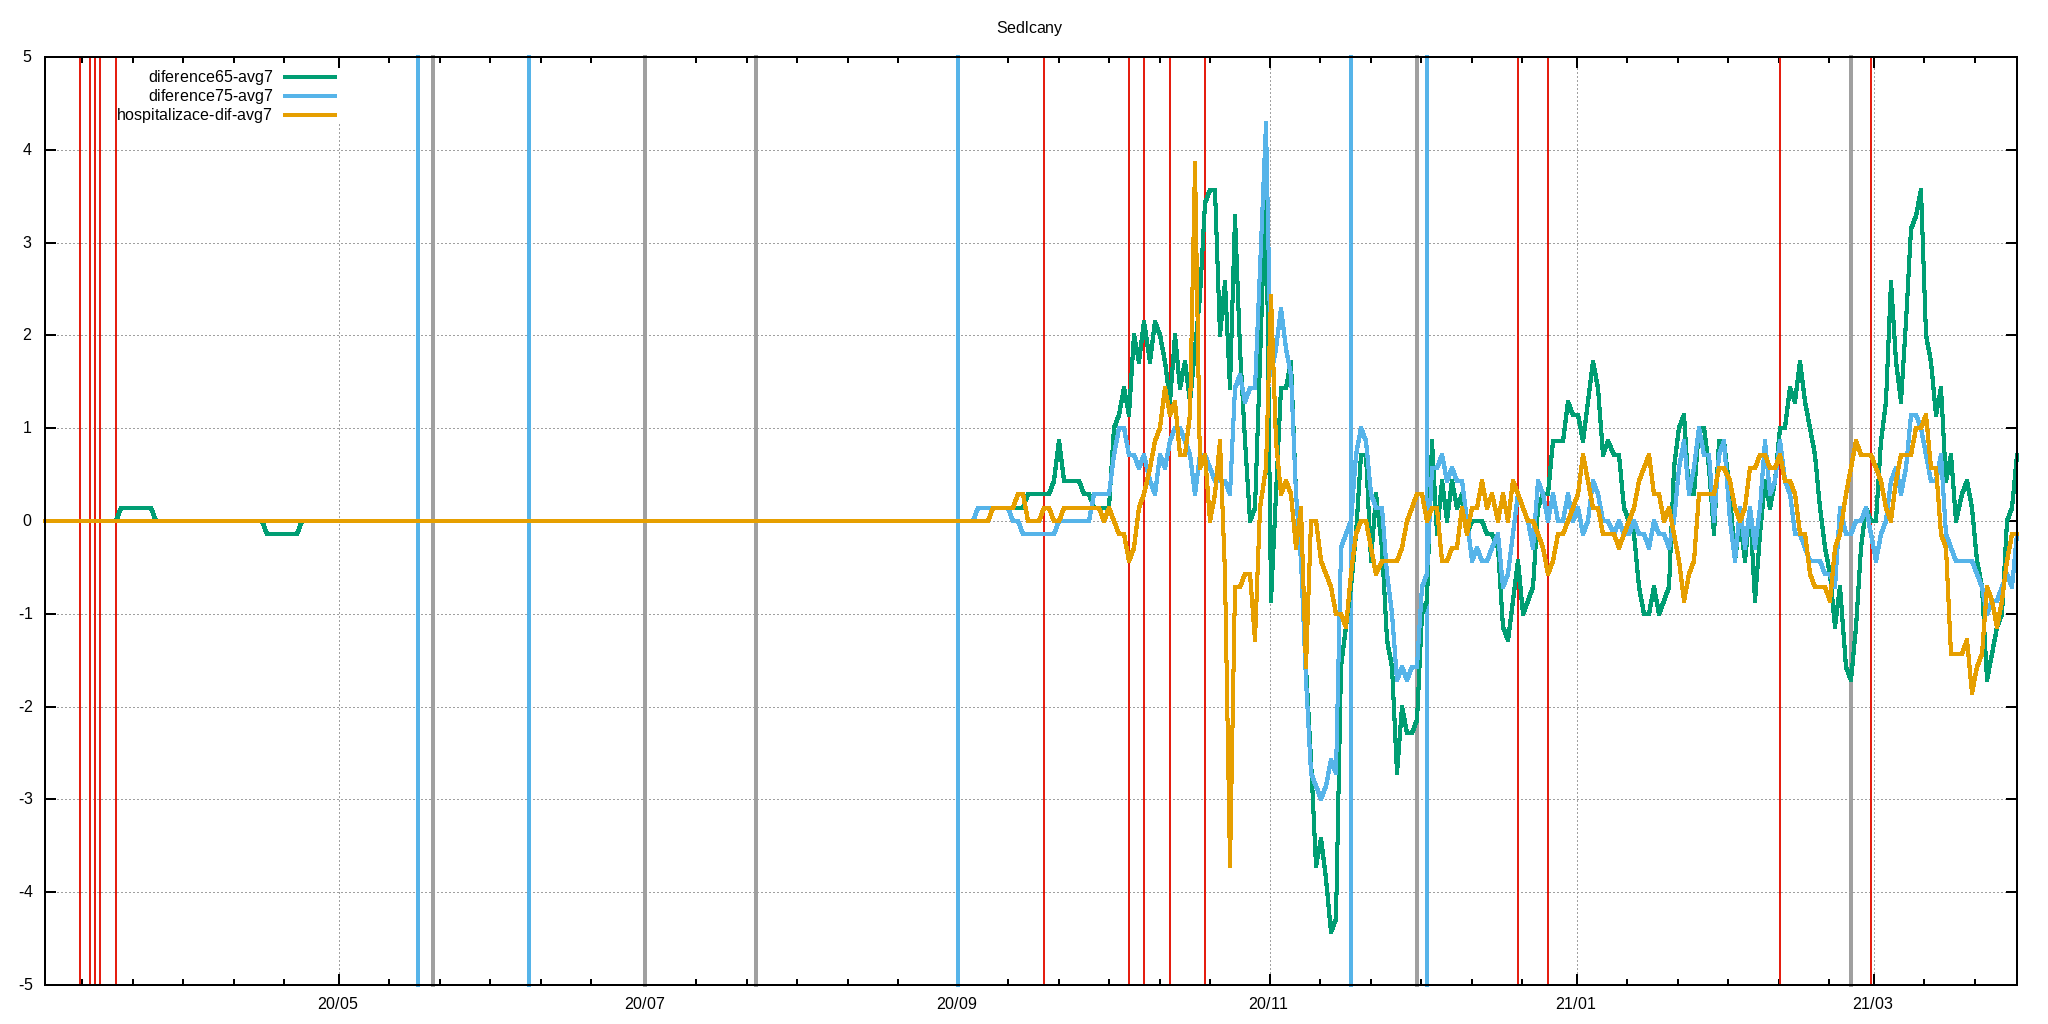 Sedlcany
diference65-avg7
diference75-avg7
hospitalizace-dif-avg7
5
4
3
2
1
0
-1
-2
-3
-4
-5
20/05 20/07 20/09 20/11 21/01 21/03